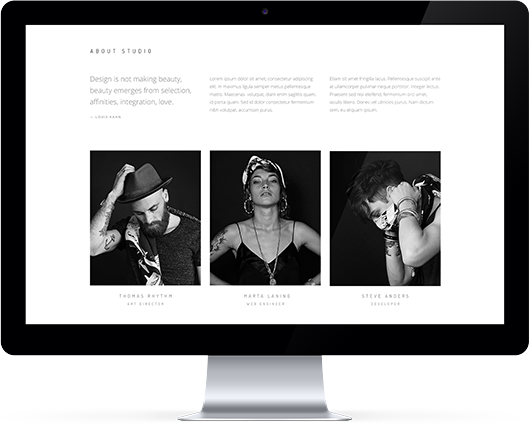 ABOUT STUDIO
Design is not making beauty,
beauty emerges from selection,
affinities, integration, love.
— LOUIS KAHN
Lorem ipsum dolor sit amet, consectetur adipiscing
elit. In maximus ligula semper metus pellentesque
mattis. Maecenas volutpat, diam enim sagittis quam,
id porta quam. Sed id dolor consectetur fermentum
nibh volutpat, accumsan purus.
Etiam sit amet fringilla lacus. Pellentesque suscipit ante
at ullamcorper pulvinar neque porttitor. Integer lectus.
Praesent sed nisi eleifend, fermentum orci amet,
iaculis libero. Donec vel ultricies purus. Nam dictum
sem, eu aliquam ipsum.
THOMAS RHYTHM
ART DIRECTOR
MARTA LANING
WEB ENGINEER
STEVE ANDERS
DEVELOPER